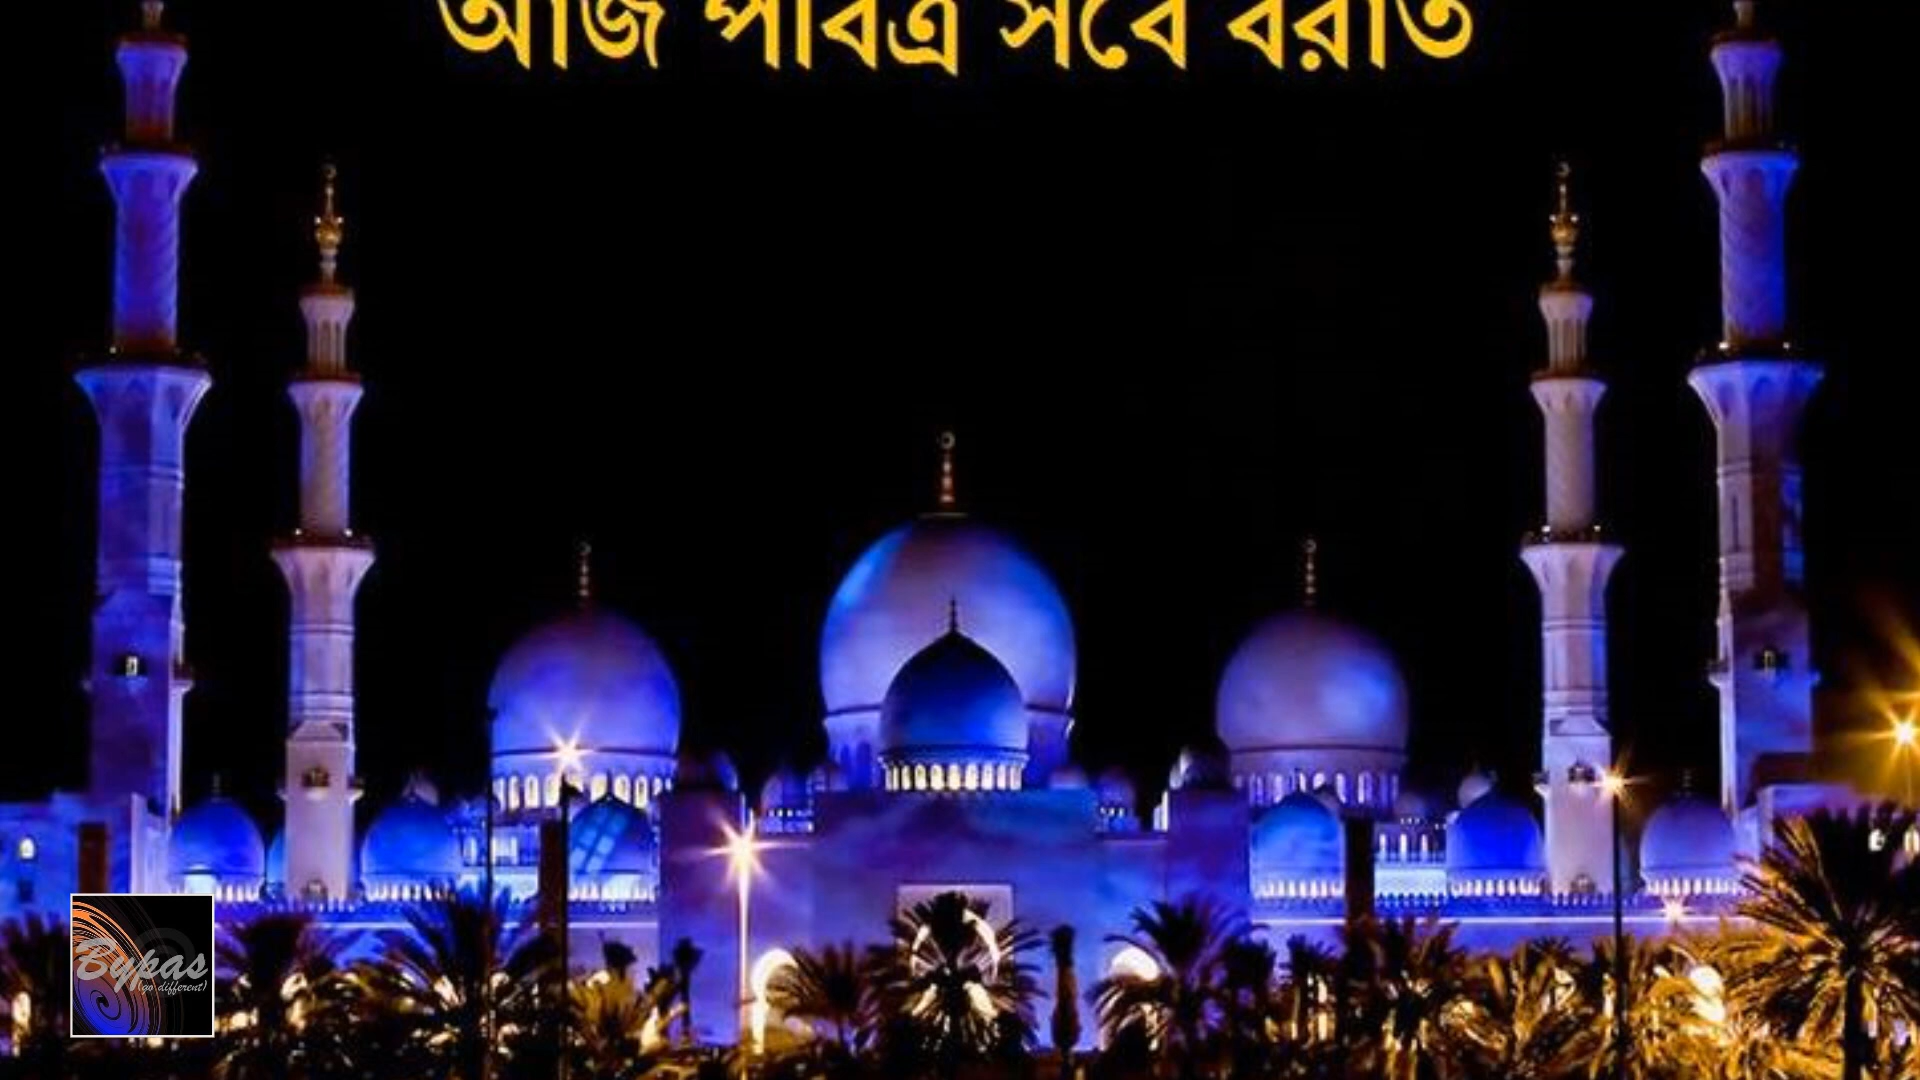 আজ পবিত্র সবে বরাত
Bypas
(go different)